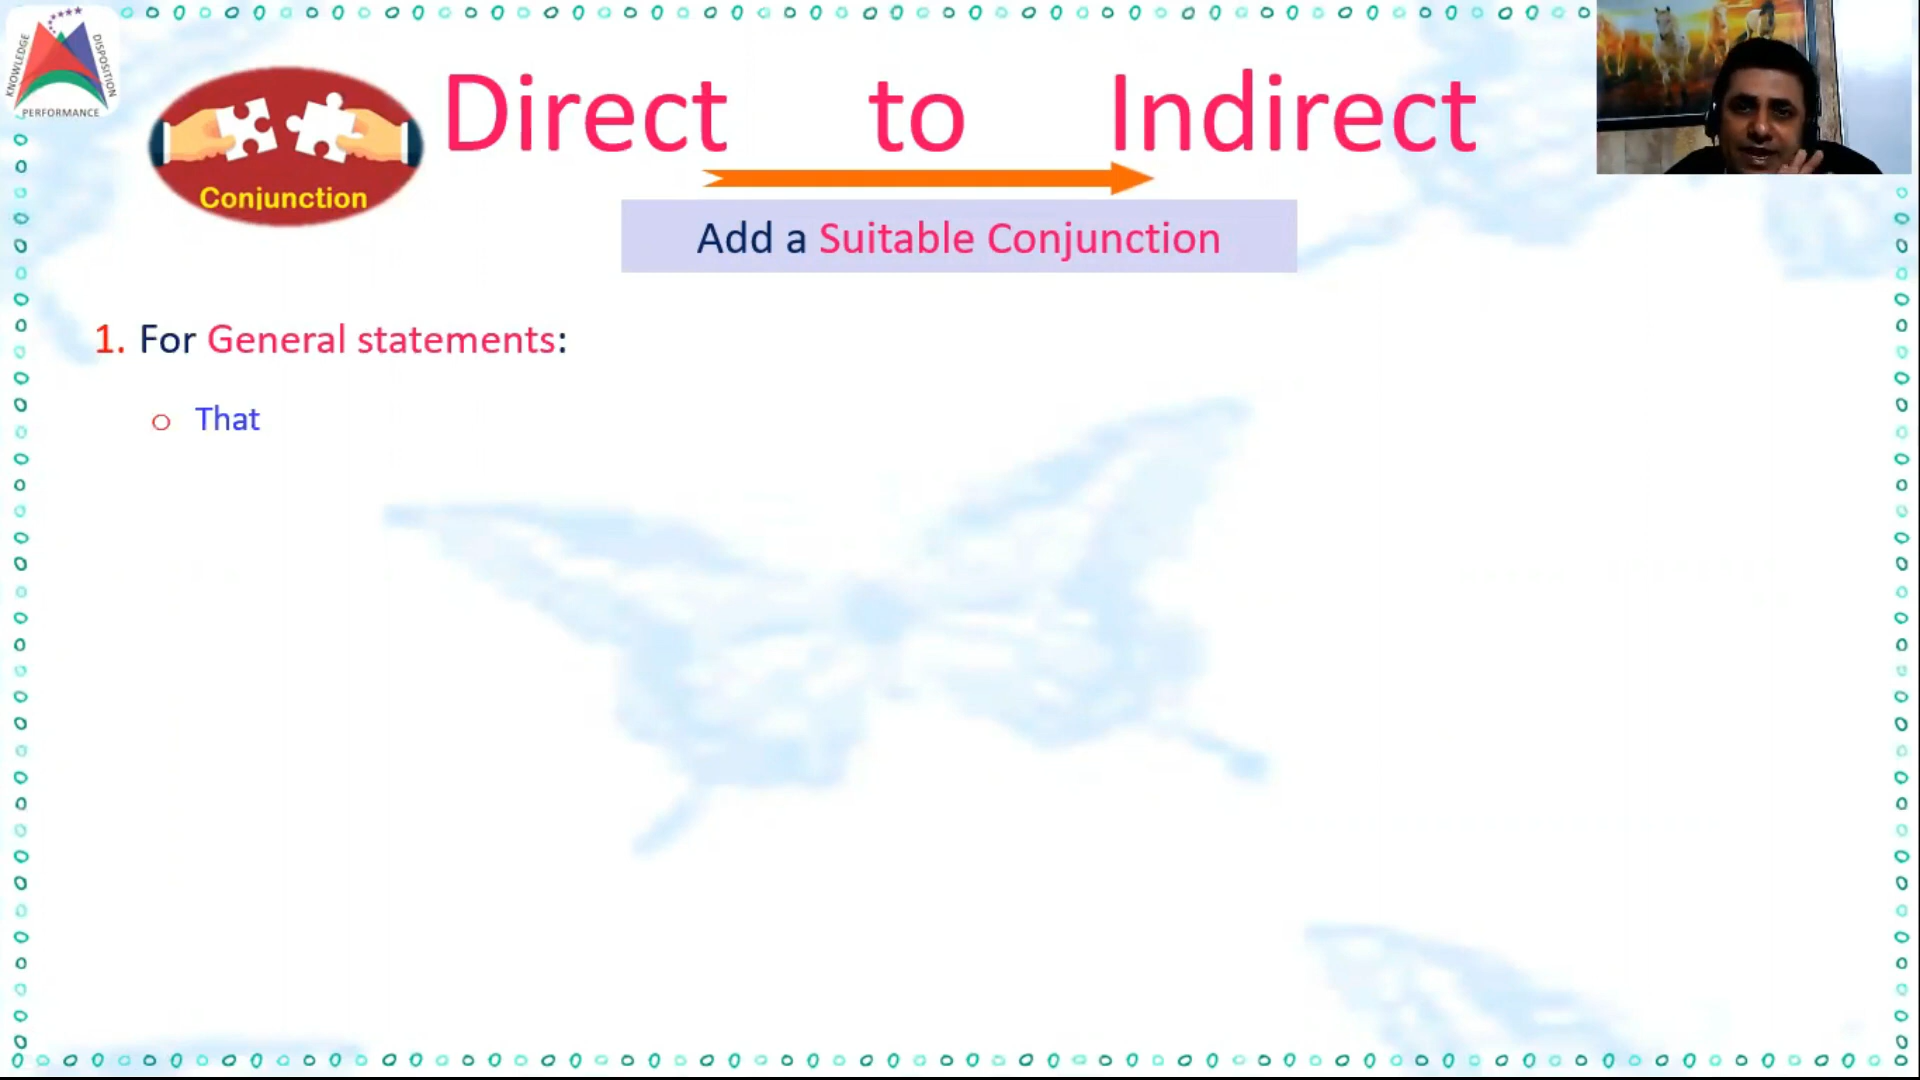 KNOWLEDGE
DISPOSITION
PERFORMANCE
Conjunction
Direct to Indirect
Add a Suitable Conjunction
1. For General statements:
o That